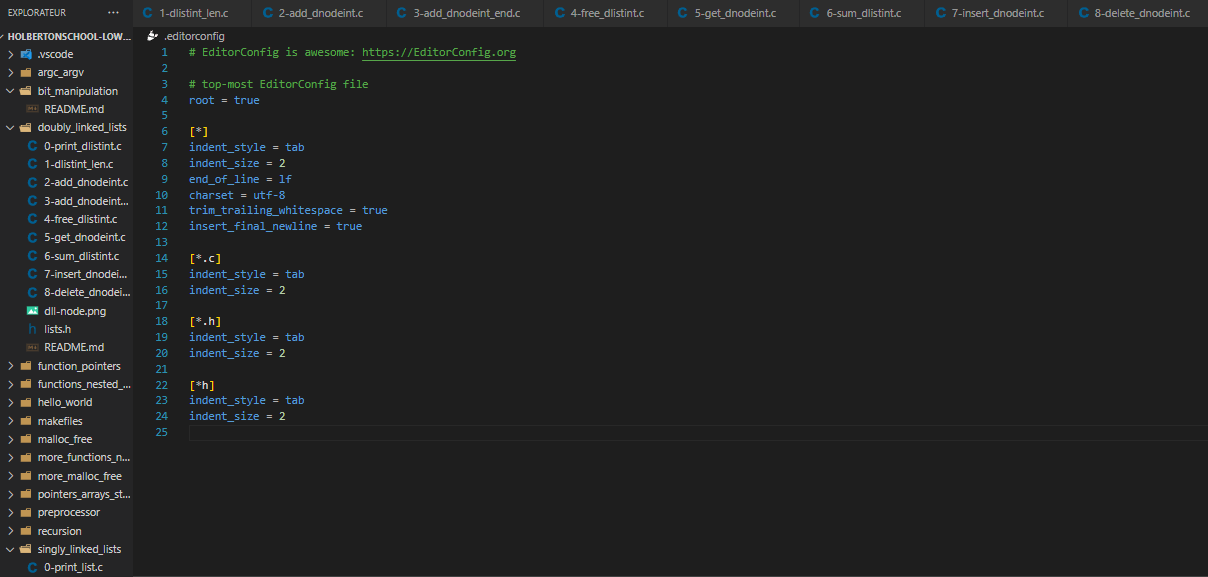 EXPLORATEUR ···
1-dlistint_len.c 2-add_dnodeint.c 3-add_dnodeint_end.c 4-free_dlistint.c 5-get_dnodeint.c 6-sum_dlistint.c 7-insert_dnodeint.c 8-delete_dnodeint.c
HOLBERTONSCHOOL-LOW...
.vscode
argc_argv
bit_manipulation
README.md
doubly_linked_lists
0-print_dlistint.c
1-dlistint_len.c
2-add_dnodeint.c
3-add_dnodeint...
4-free_dlistint.c
5-get_dnodeint.c
6-sum_dlistint.c
7-insert_dnodei...
8-delete_dnodei...
dll-node.png
lists.h
README.md
function_pointers
functions_nested_...
hello_world
makefiles
malloc_free
more_functions_n...
more_malloc_free
pointers_arrays_st...
preprocessor
recursion
singly_linked_lists
0-print_list.c
.editorconfig
1 # EditorConfig is awesome: https://EditorConfig.org
2
3 # top-most EditorConfig file
4 root = true
5
6 [*]
7 indent_style = tab
8 indent_size = 2
9 end_of_line = lf
10 charset = utf-8
11 trim_trailing_whitespace = true
12 insert_final_newline = true
13
14 [*.c]
15 indent_style = tab
16 indent_size = 2
17
18 [*.h]
19 indent_style = tab
20 indent_size = 2
21
22 [*h]
23 indent_style = tab
24 indent_size = 2
25